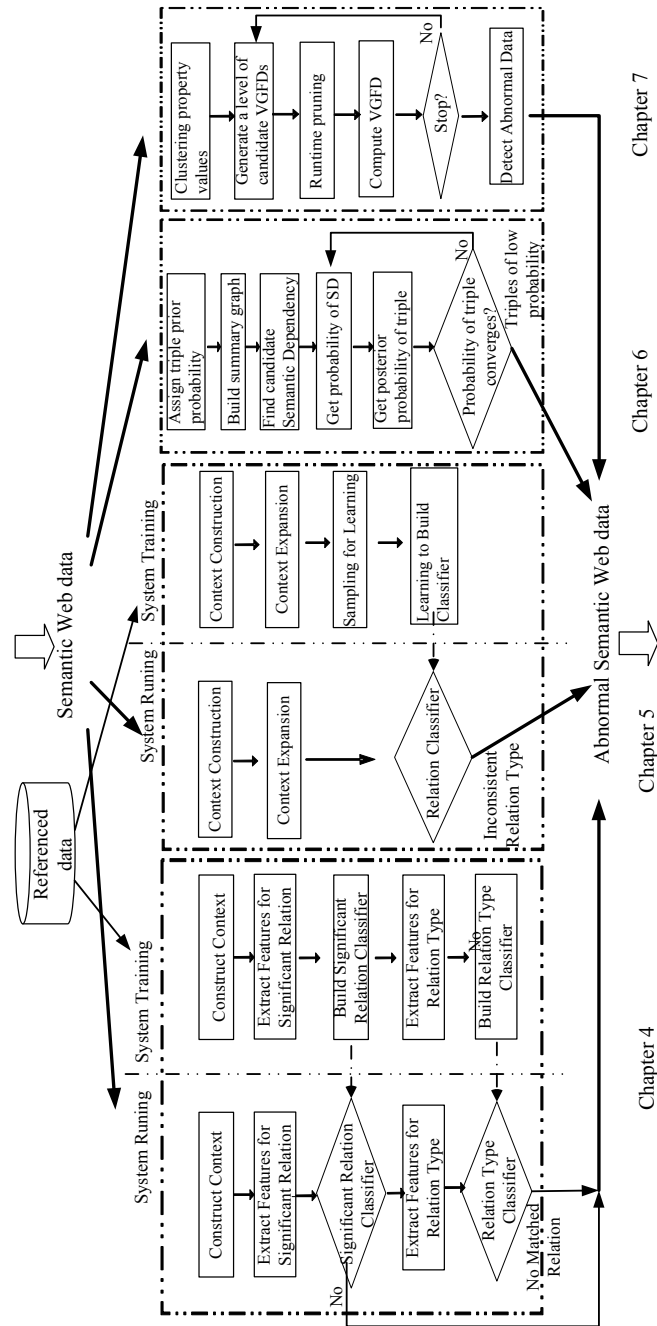 Semantic Web data
Referenced
data
System Runing
System Training
System Runing
System Training
Construct Context
Extract Features for
Significant Relation
Significant Relation
Classifier
No
Extract Features for
Relation Type
Relation Type
Classifier
No Matched
Relation
Construct Context
Extract Features for
Significant Relation
Build Significant
Relation Classifier
Extract Features for
Relation Type
No
Build Relation Type
Classifier
Context Construction
Context Expansion
Relation Classifier
Inconsistent
Relation Type
Context Construction
Context Expansion
Sampling for Learning
Learning to Build
Classifier
Assign triple prior
probability
Build summary graph
Find candidate
Semantic Dependency
Get probability of SD
Get posterior
probability of triple
Probability of triple
converges?
No
Triples of low
probability
Clustering property
values
Generate a level of
candidate VGFDs
Runtime pruning
Compute VGFD
Stop?
No
Detect Abnormal Data
Abnormal Semantic Web data
Chapter 4
Chapter 5
Chapter 6
Chapter 7